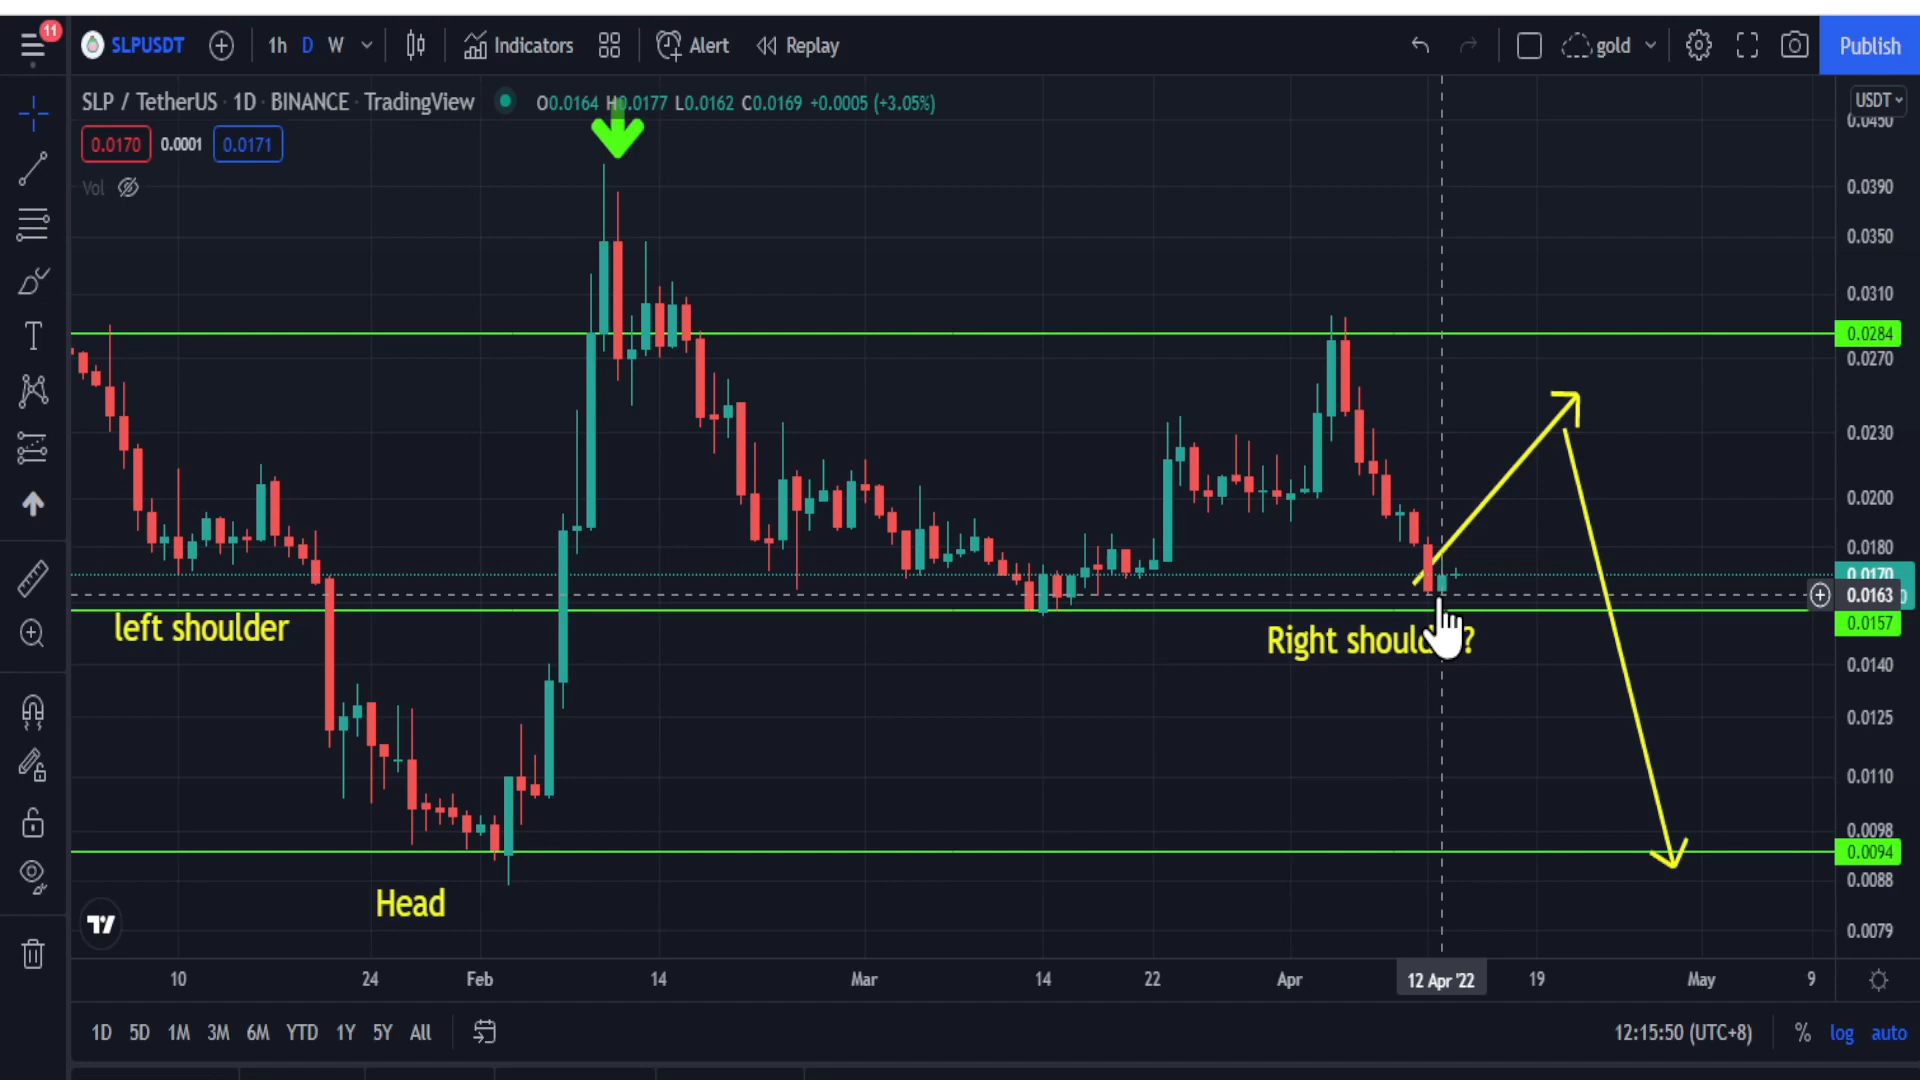 11
SLPUSDT 1h D W Indicators Alert Replay gold Publish
SLP / TetherUS 1D BINANCE TradingView O0.0164 H0.0177 L0.0162 C0.0169 +0.0005 (+3.05%)
USDT
0.0450
0.0170 0.0001 0.0171
Vol
0.0390
0.0350
0.0310
0.0284
0.0270
0.0230
0.0200
0.0180
0.0170
0.0163
0.0157
left shoulder
Right should ?
0.0140
0.0125
0.0110
0.0098
0.0094
0.0088
Head
0.0079
10 24 Feb 14 Mar 14 22 Apr 12 Apr '22 19 May 9
1D 5D 1M 3M 6M YTD 1Y 5Y All 12:15:50 (UTC+8) % log auto